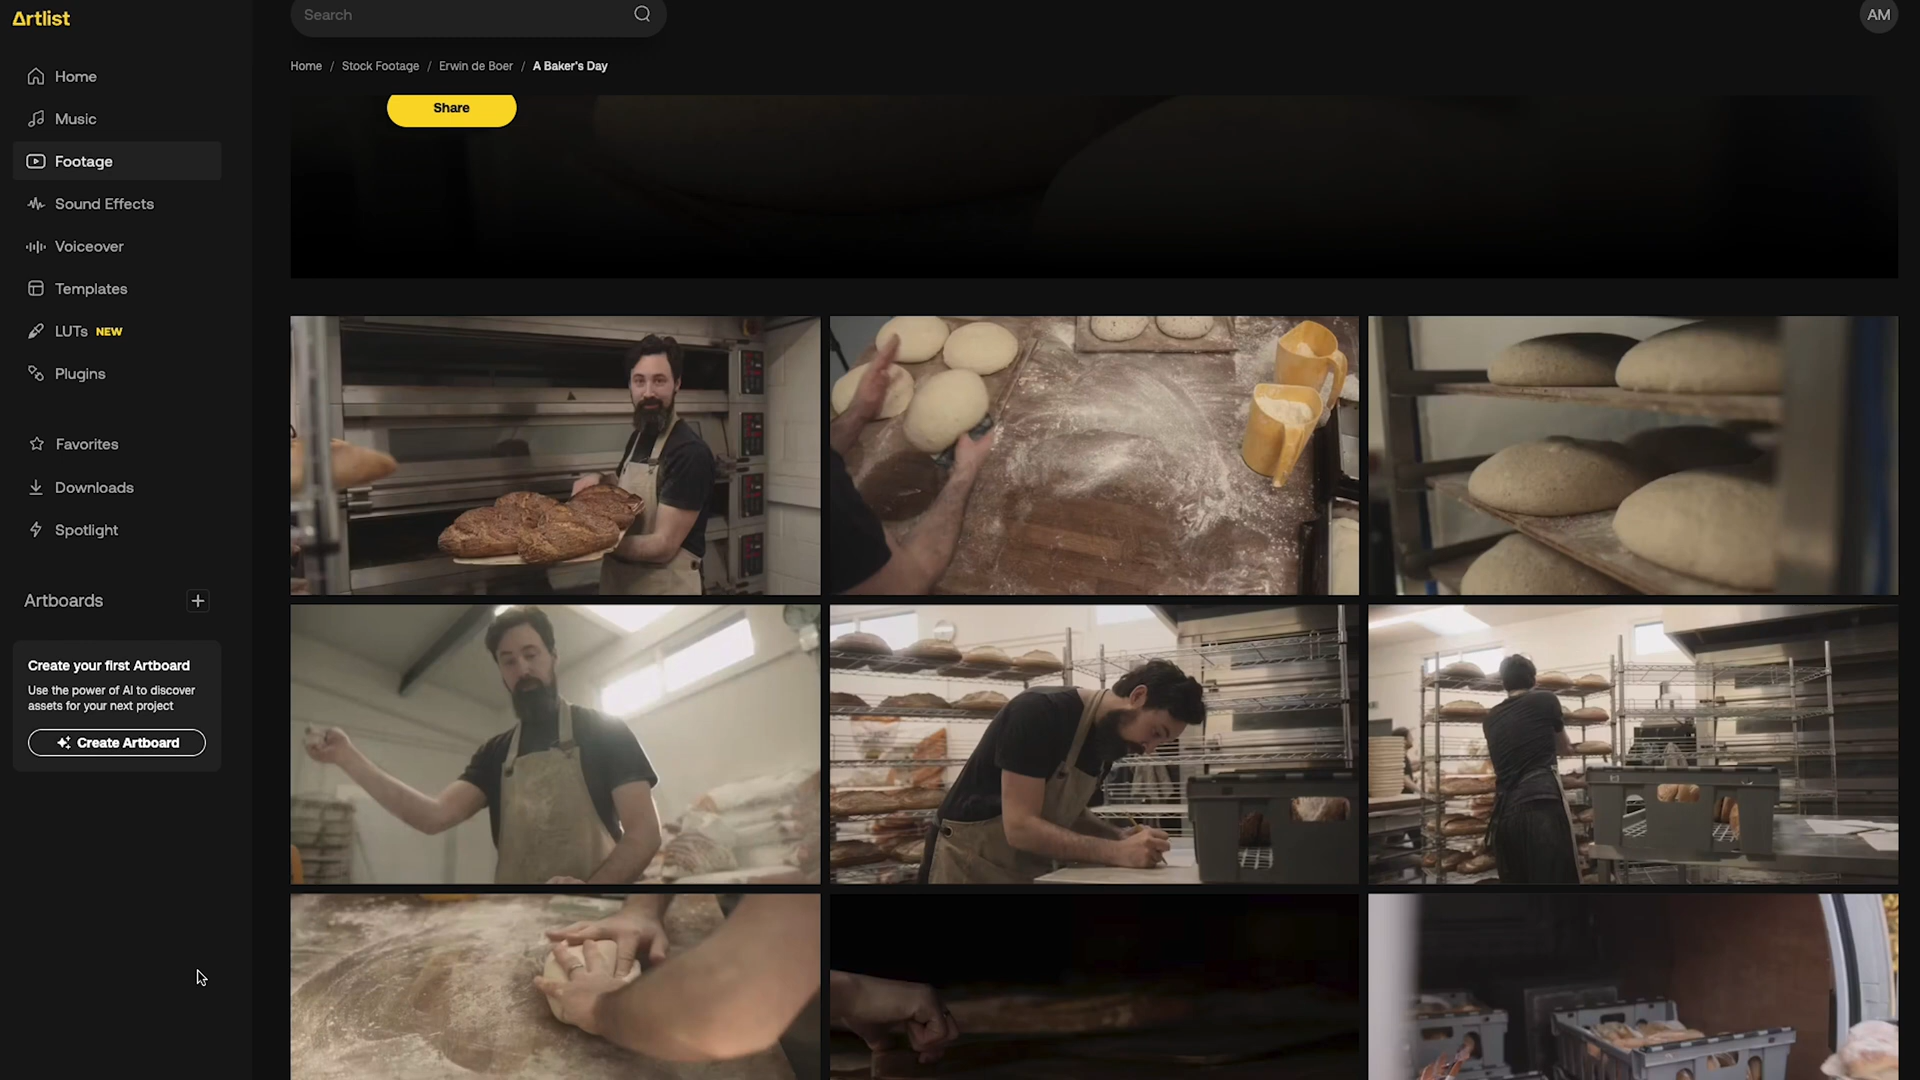 Artlist
Search
AM
Home / Stock Footage / Erwin de Boer / A Baker's Day
Share
Home
Music
Footage
Sound Effects
Voiceover
Templates
LUTs NEW
Plugins
Favorites
Downloads
Spotlight
Artboards
Create your first Artboard
Use the power of AI to discover
assets for your next project
Create Artboard